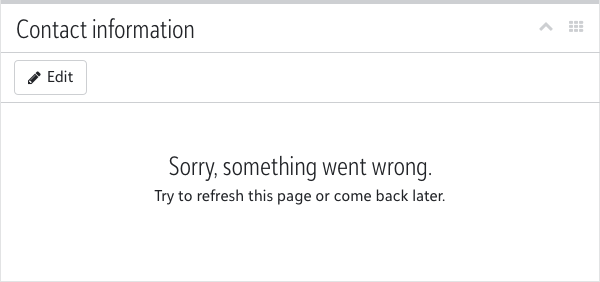 Contact information
Edit
Sorry, something went wrong.
Try to refresh this page or come back later.